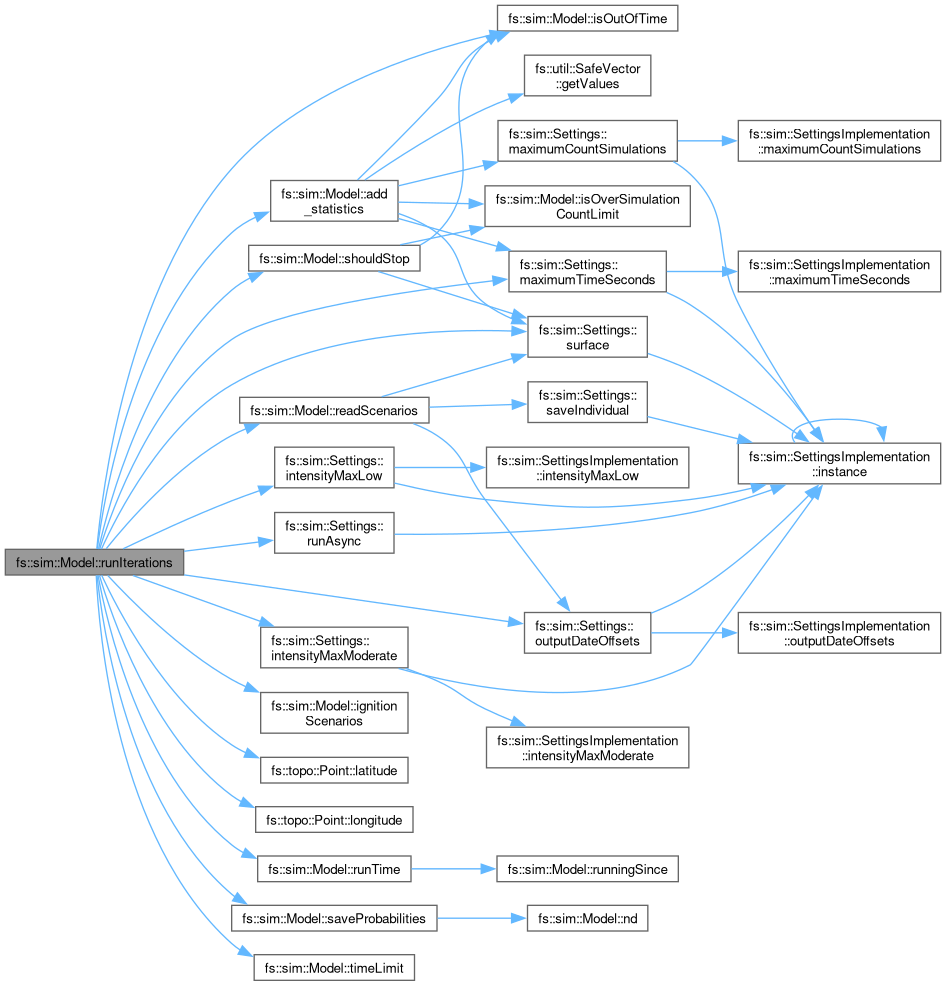 fs::sim::Model::isOutOfTime
fs::util::SafeVector
::getValues
fs::sim::Settings::
maximumCountSimulations
fs::sim::SettingsImplementation
::maximumCountSimulations
fs::sim::Model::add
_statistics
fs::sim::Model::isOverSimulation
CountLimit
fs::sim::Model::shouldStop
fs::sim::Settings::
maximumTimeSeconds
fs::sim::SettingsImplementation
::maximumTimeSeconds
fs::sim::Settings::
surface
fs::sim::Model::readScenarios
fs::sim::Settings::
saveIndividual
fs::sim::Settings::
intensityMaxLow
fs::sim::SettingsImplementation
::intensityMaxLow
fs::sim::SettingsImplementation
::instance
fs::sim::Settings::
runAsync
fs::sim::Model::runIterations
fs::sim::Settings::
outputDateOffsets
fs::sim::SettingsImplementation
::outputDateOffsets
fs::sim::Settings::
intensityMaxModerate
fs::sim::Model::ignition
Scenarios
fs::sim::SettingsImplementation
::intensityMaxModerate
fs::topo::Point::latitude
fs::topo::Point::longitude
fs::sim::Model::runTime
fs::sim::Model::runningSince
fs::sim::Model::saveProbabilities
fs::sim::Model::nd
fs::sim::Model::timeLimit